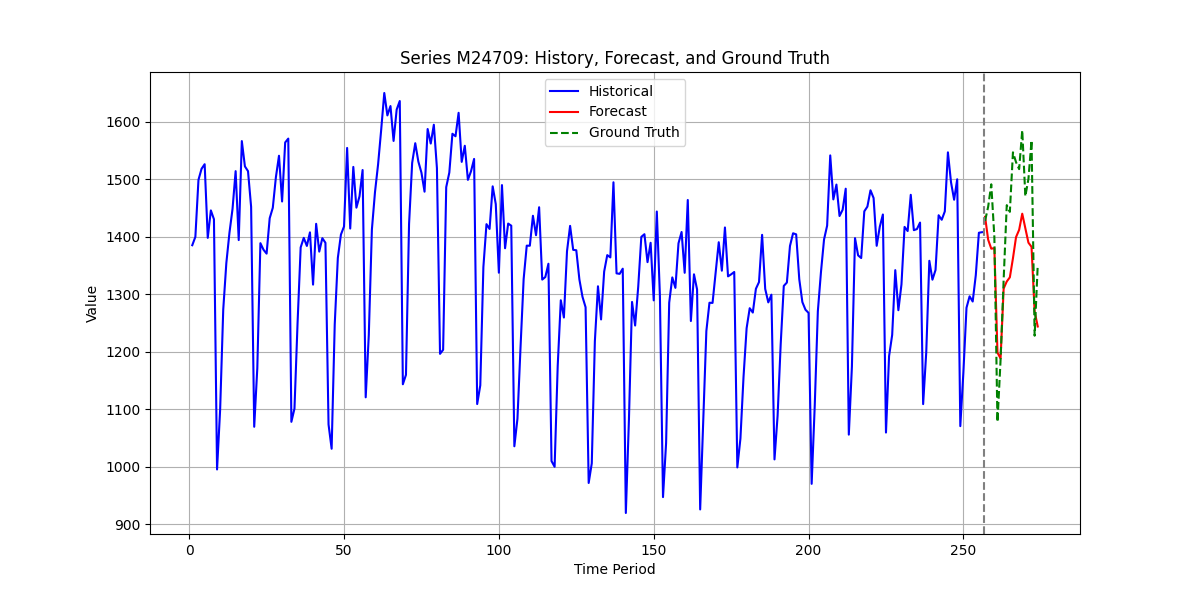 Series M24709: History, Forecast, and Ground Truth
Historical
Forecast
Ground Truth
Value
1600
1500
1400
1300
1200
1100
1000
900
0 50 100 150 200 250
Time Period